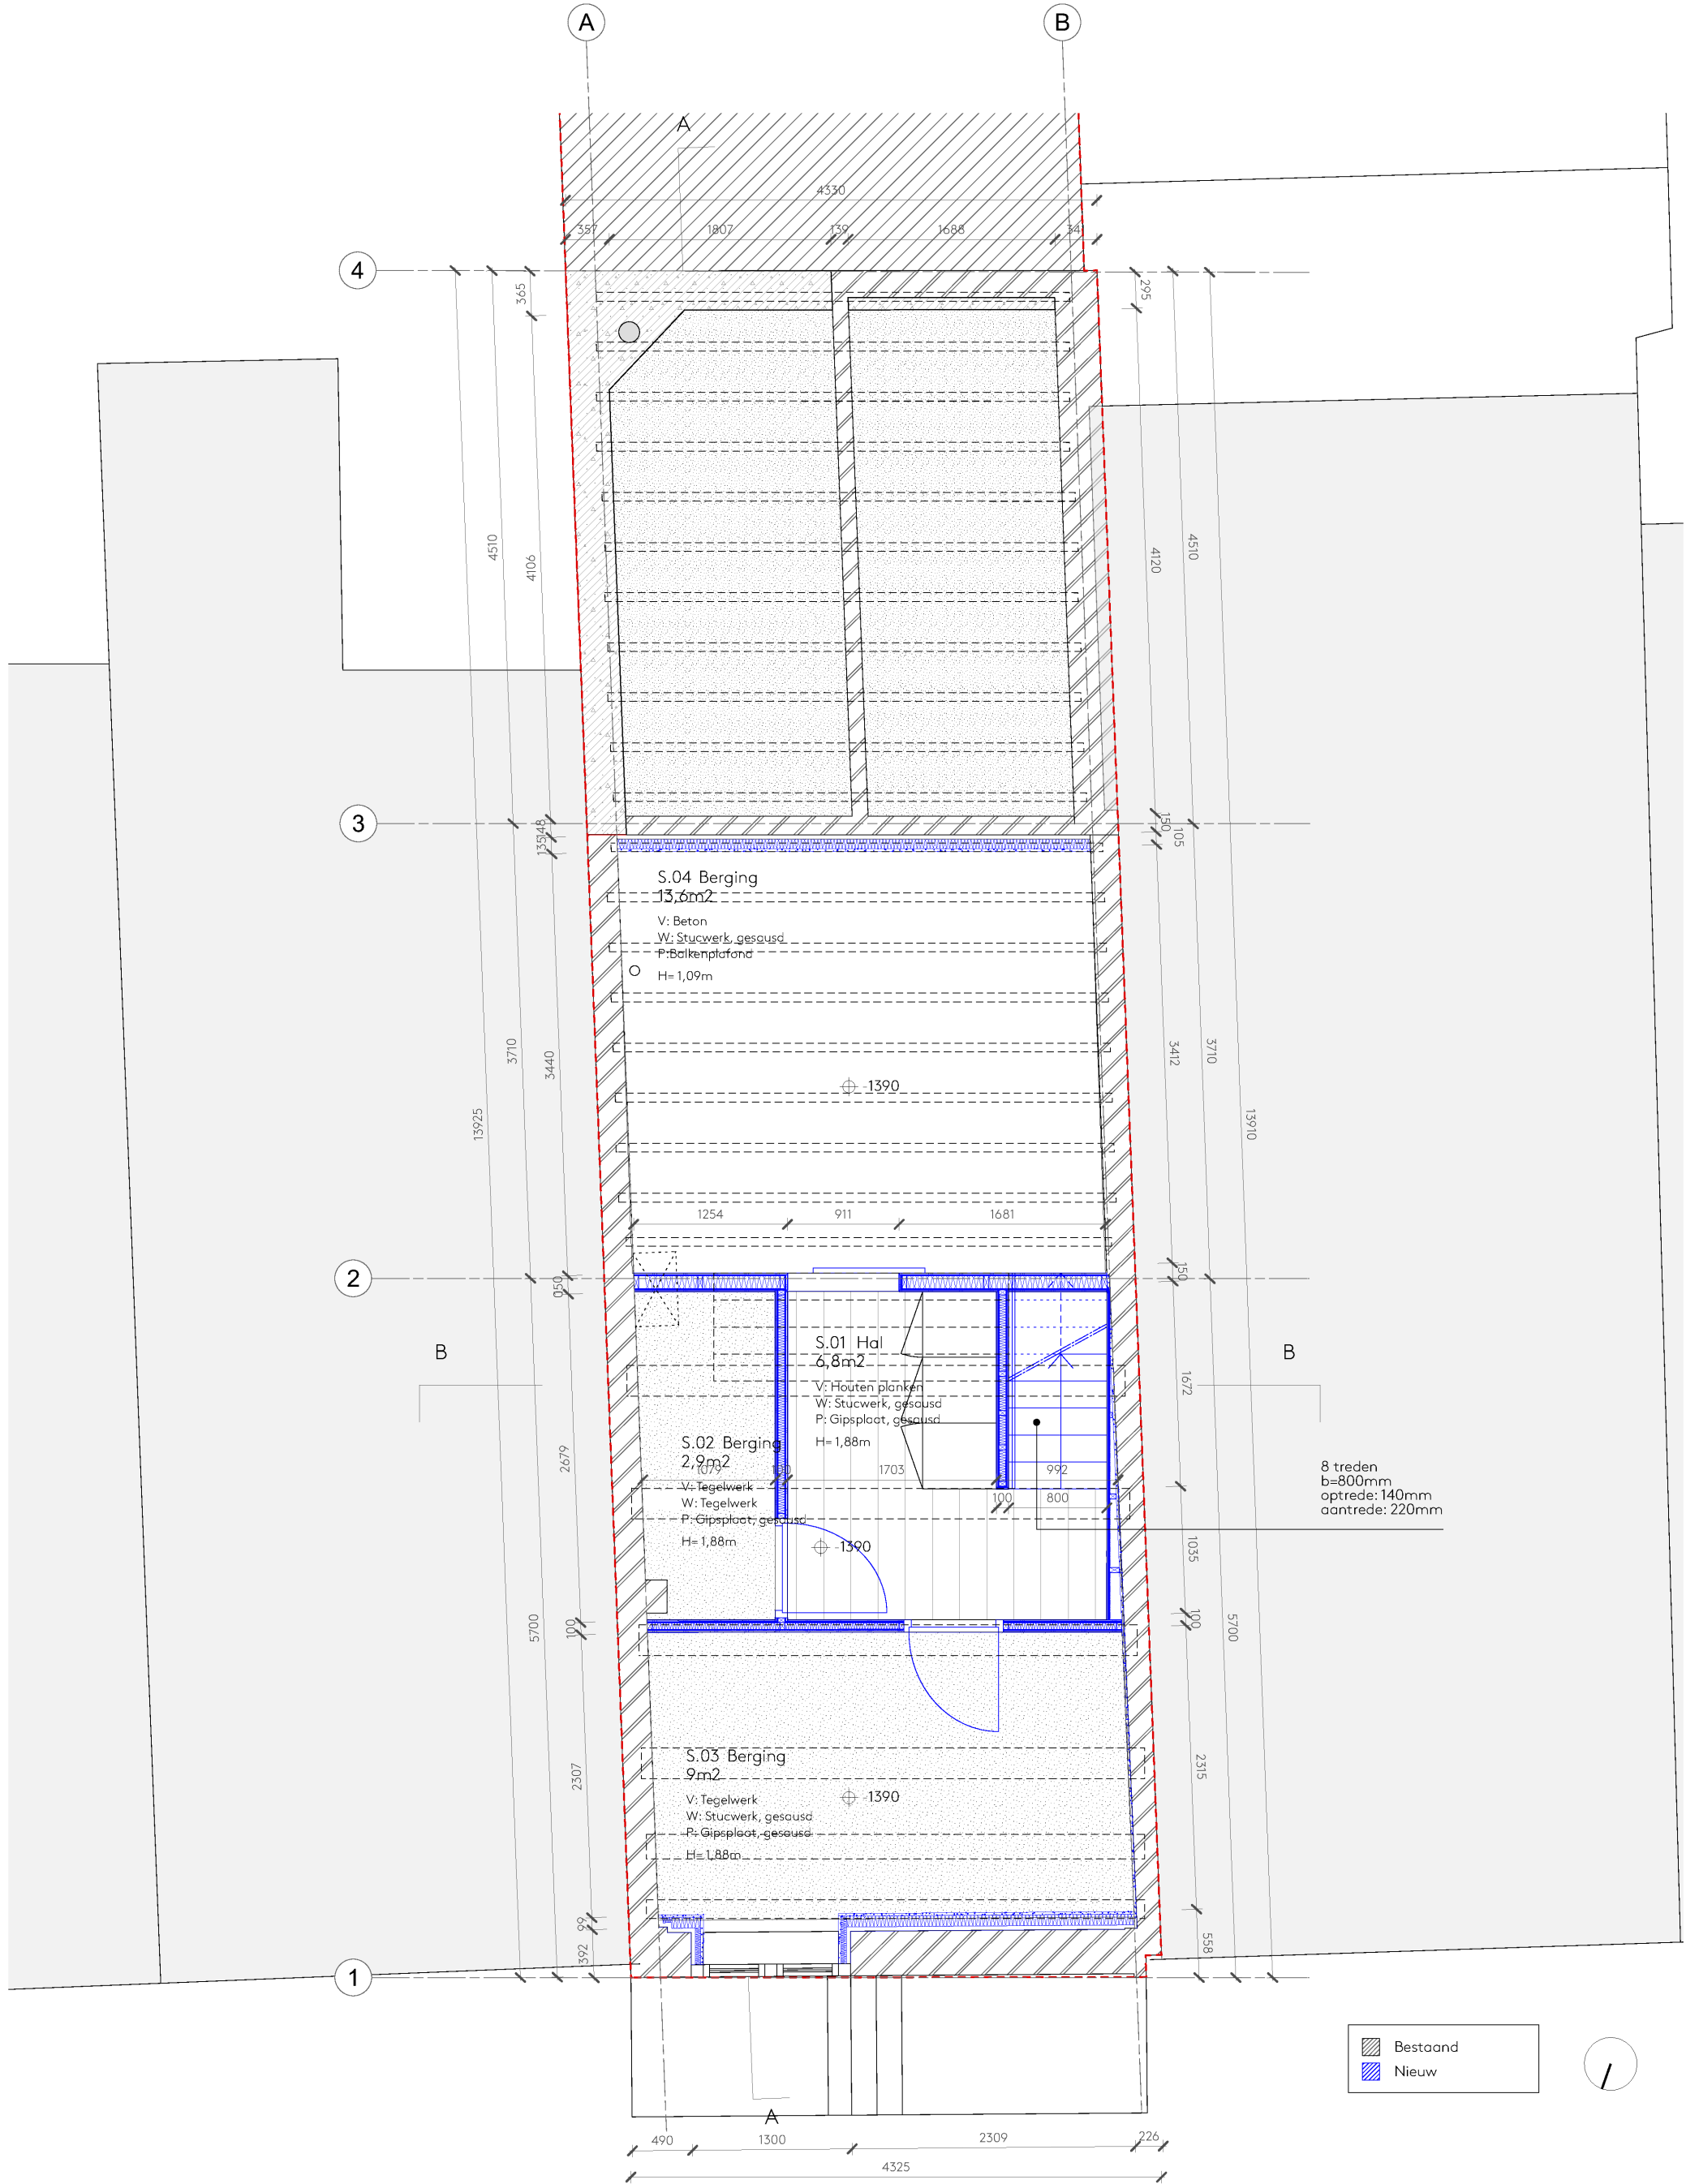 A
B
A
4330
357
1807
139
1688
34
4
365
295
4510
4106
4120
4510
3
148
135
150
105
S.04 Berging
13,6m2
V: Beton
W: Stucwerk, gesausd
P:Balkenplafond
H= 1,09m
3710
3440
3412
3710
-1390
13925
13910
1254
911
1681
2
150
B
B
S.01 Hal
6,8m2
V: Houten planken
W: Stucwerk, gesausd
P: Gipsplaat, gesausd
H= 1,88m
1672
S.02 Berging
2,9m2
V: Tegelwerk
W: Tegelwerk
P: Gipsplaat, gesausd
H= 1,88m
2679
1079
1703
992
100
800
8 treden
b=800mm
optrede: 140mm
aantrede: 220mm
-1390
1035
5700
100
100
5700
2307
2315
S.03 Berging
9m2
V: Tegelwerk
W: Stucwerk, gesausd
P: Gipsplaat, gesausd
H= 1,88m
-1390
99
392
558
1
Bestaand
Nieuw
A
490
1300
2309
226
4325